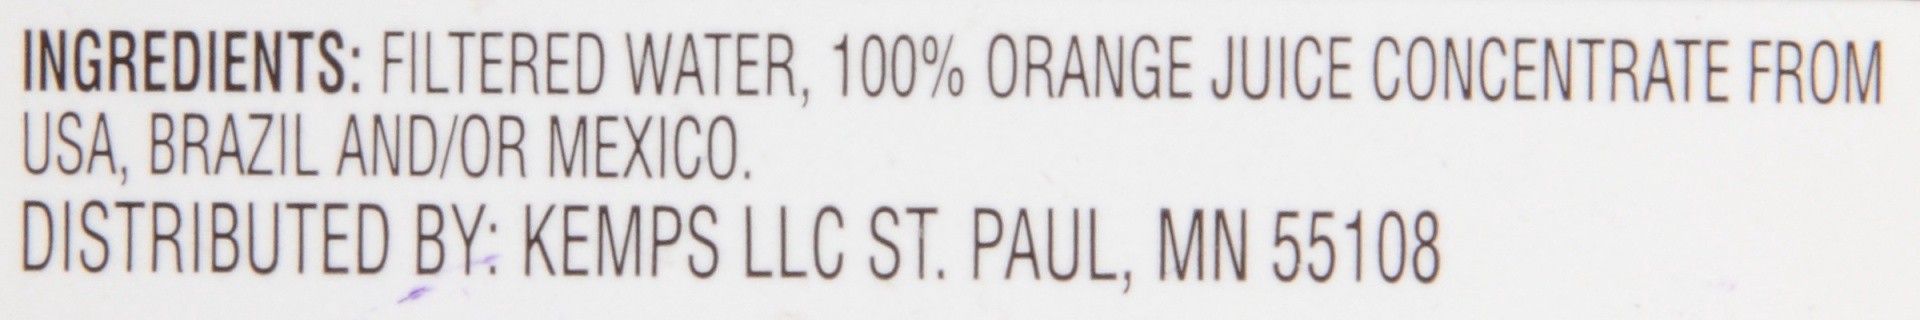 INGREDIENTS: FILTERED WATER, 100% ORANGE JUICE CONCENTRATE FROM
USA, BRAZIL AND/OR MEXICO.
DISTRIBUTED BY: KEMPS LLC ST. PAUL, MN 55108